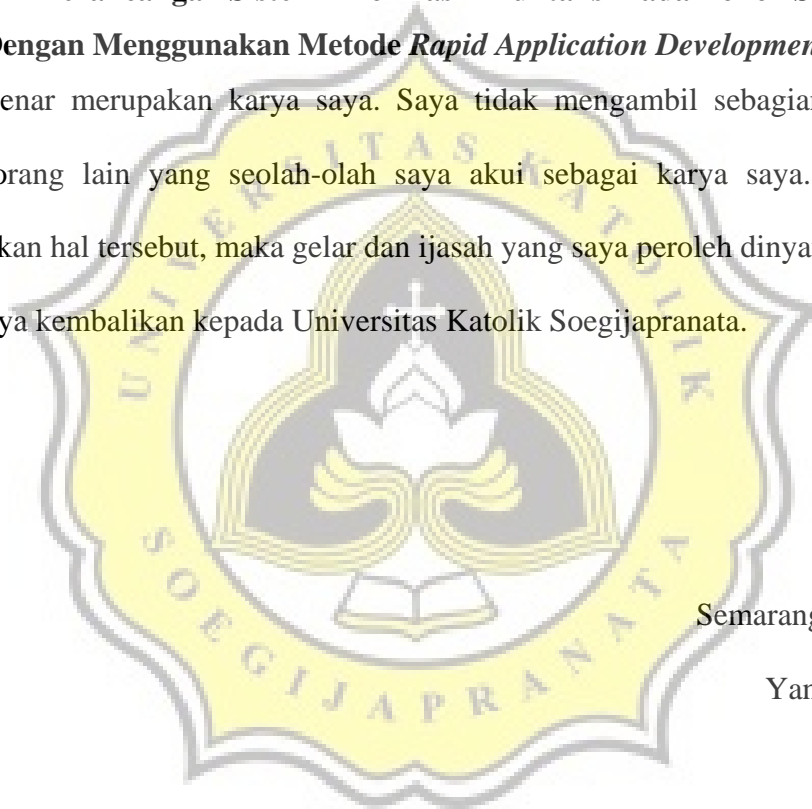 Dengan Menggunakan Metode Rapid Application Developmen
enar merupakan karya saya. Saya tidak mengambil sebagian
orang lain yang seolah-olah saya akui sebagai karya saya.
kan hal tersebut, maka gelar dan ijasah yang saya peroleh dinya
ya kembalikan kepada Universitas Katolik Soegijapranata.
UNIVERSITAS KATOLIK
SOEGIJAPRANATA
Semarang
Yan